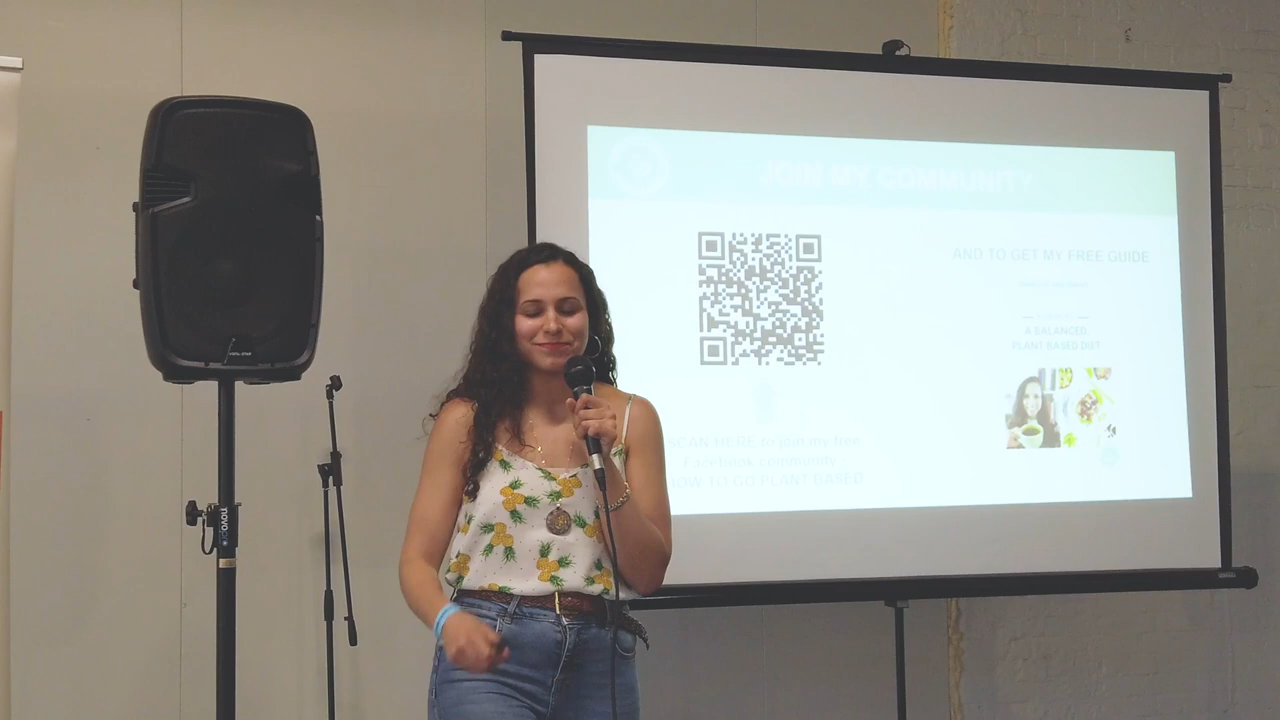 JOIN MY COMMUNITY
AND TO GET MY FREE GUIDE
A BALANCED
PLANT BASED DIET
SCAN HERE to join my free
Facebook community
HOW TO GO PLANT BASED
novo